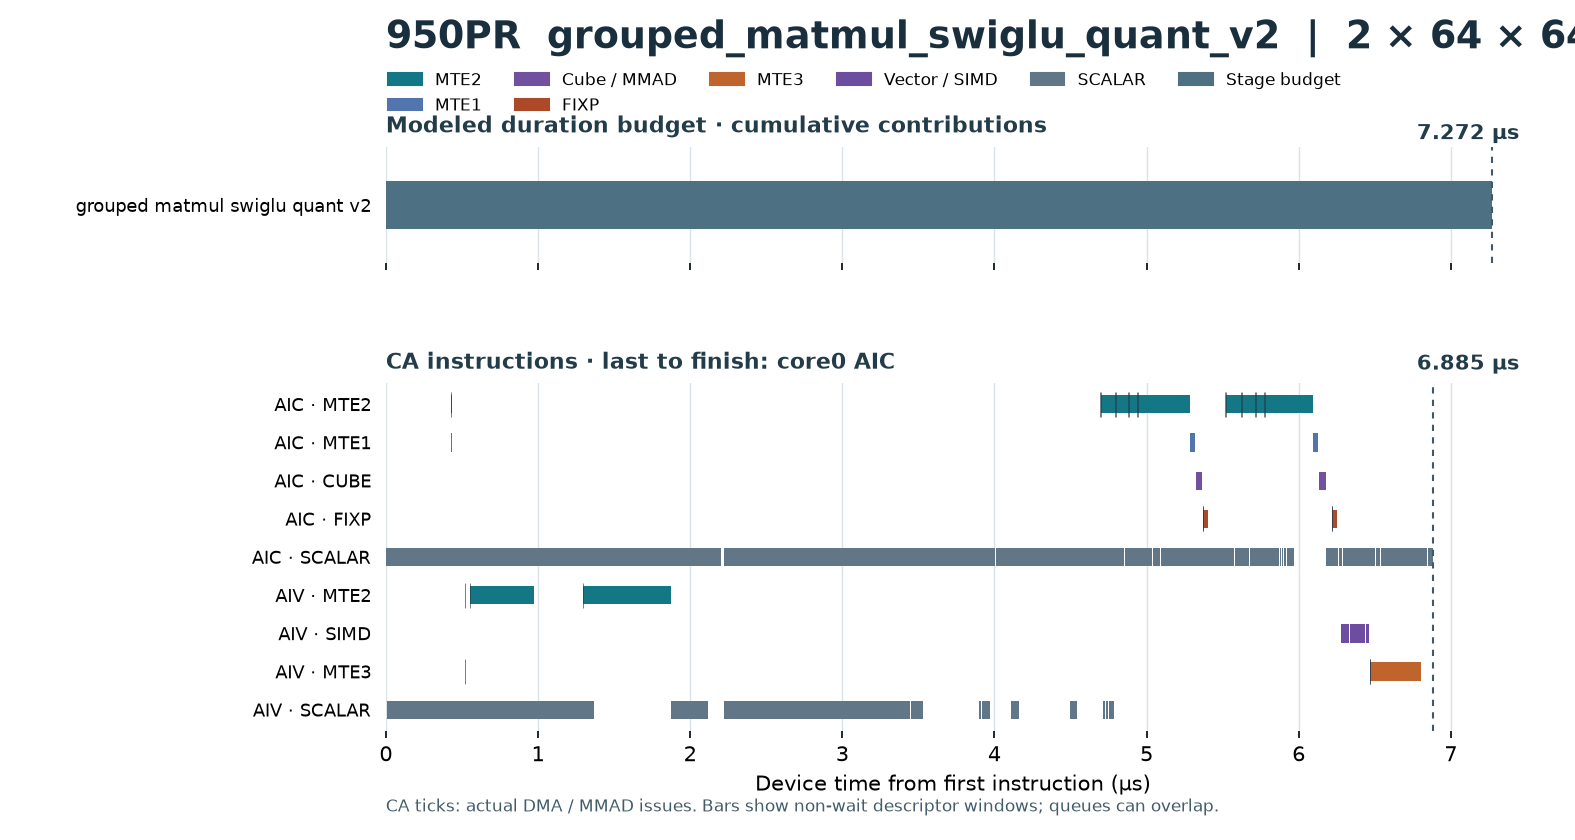 950PR grouped_matmul_swiglu_quant_v2 | 2 × 64 × 64
MTE2 Cube / MMAD MTE3 Vector / SIMD SCALAR Stage budget
MTE1 FIXP
Modeled duration budget · cumulative contributions
7.272 µs
grouped matmul swiglu quant v2
CA instructions · last to finish: core0 AIC
6.885 µs
AIC · MTE2
AIC · MTE1
AIC · CUBE
AIC · FIXP
AIC · SCALAR
AIV · MTE2
AIV · SIMD
AIV · MTE3
AIV · SCALAR
0 1 2 3 4 5 6 7
Device time from first instruction (µs)
CA ticks: actual DMA / MMAD issues. Bars show non-wait descriptor windows; queues can overlap.